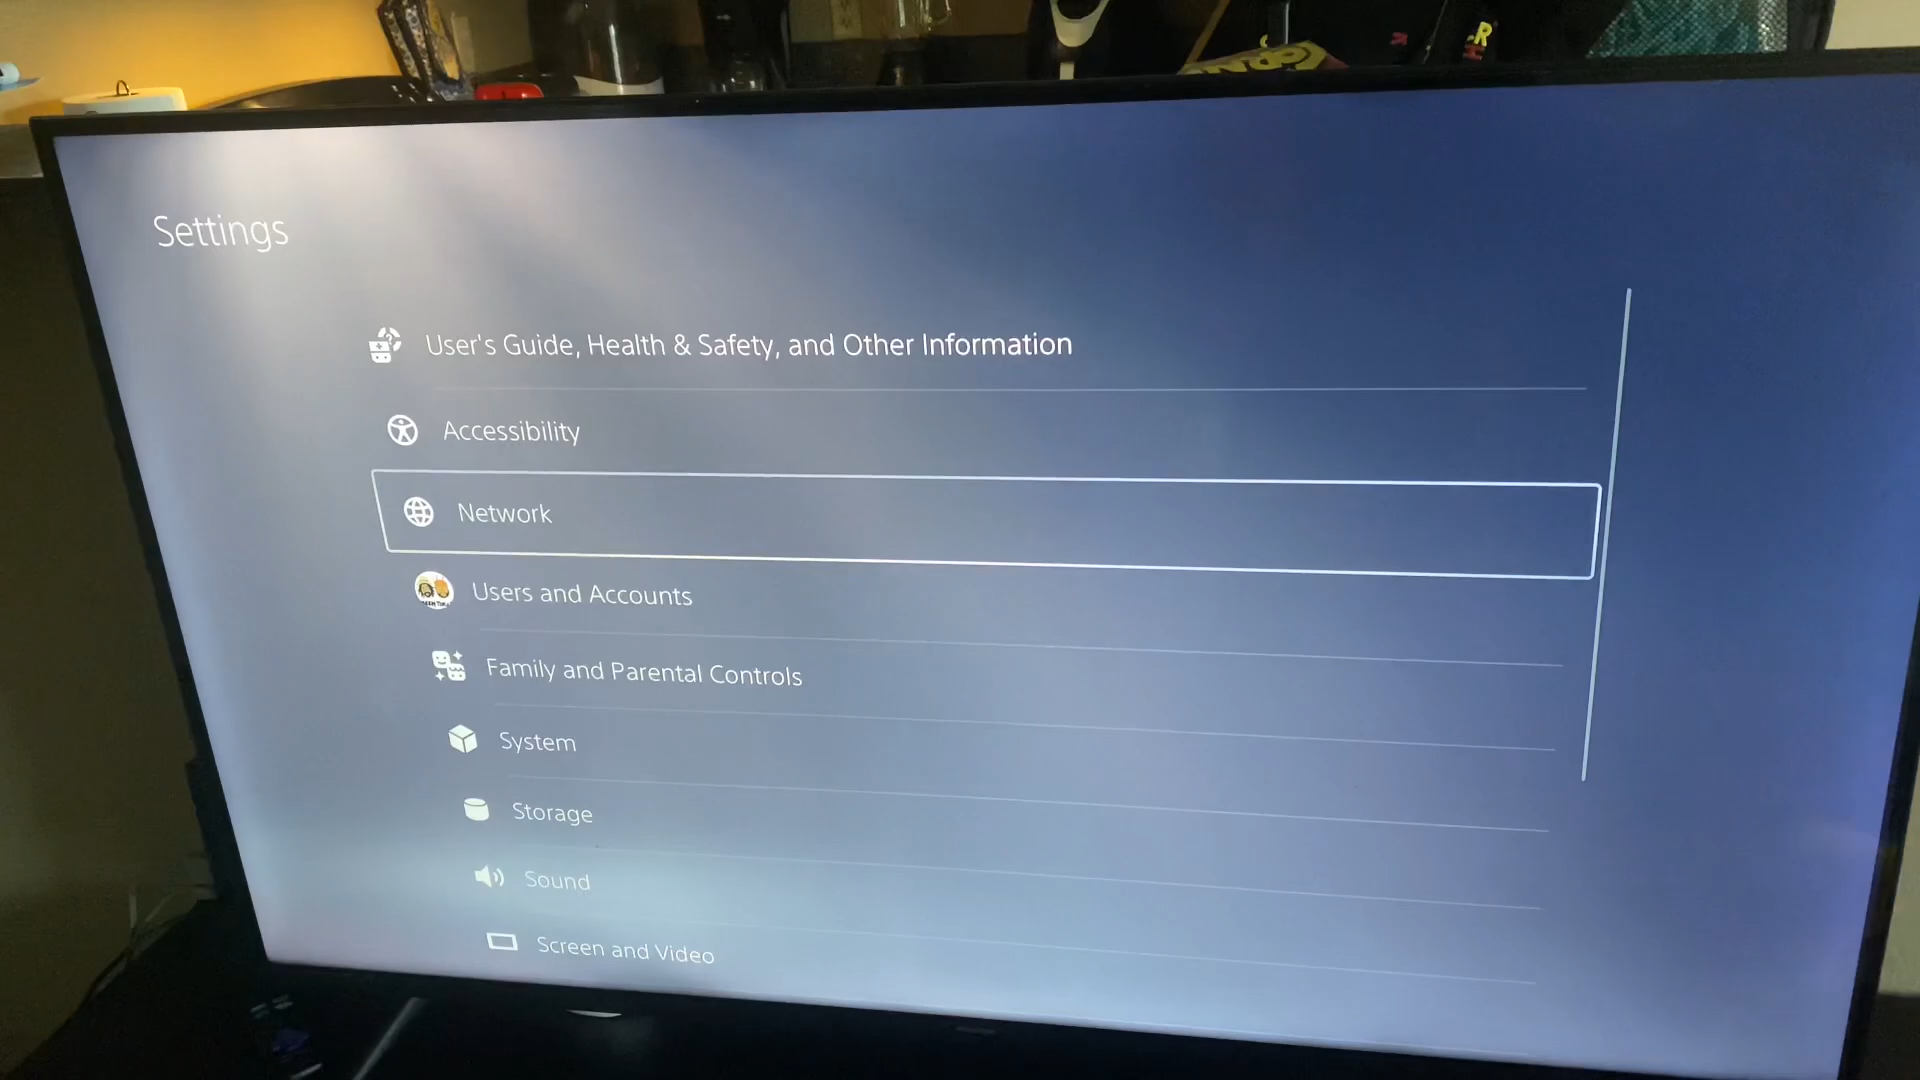 Settings
User's Guide, Health & Safety, and Other Information
Accessibility
Network
Users and Accounts
Family and Parental Controls
System
Storage
Sound
Screen and Video